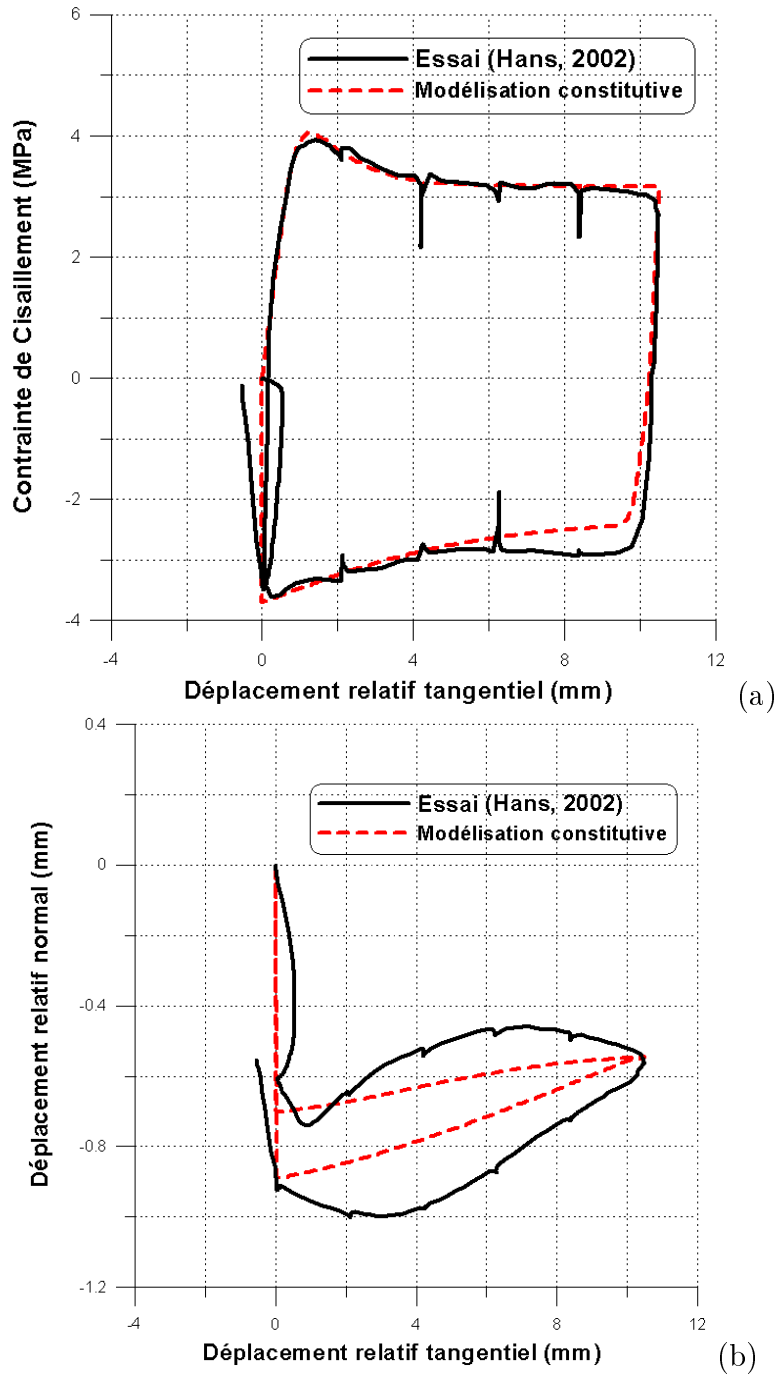 6
4
2
0
-2
-4
Contrainte de Cisaillement (MPa)
Essai (Hans, 2002)
Modélisation constitutive
-4
0
4
8
12
Déplacement relatif tangentiel (mm)
(a)
0.4
0
-0.4
-0.8
-1.2
Déplacement relatif normal (mm)
Essai (Hans, 2002)
Modélisation constitutive
-4
0
4
8
12
Déplacement relatif tangentiel (mm)
(b)